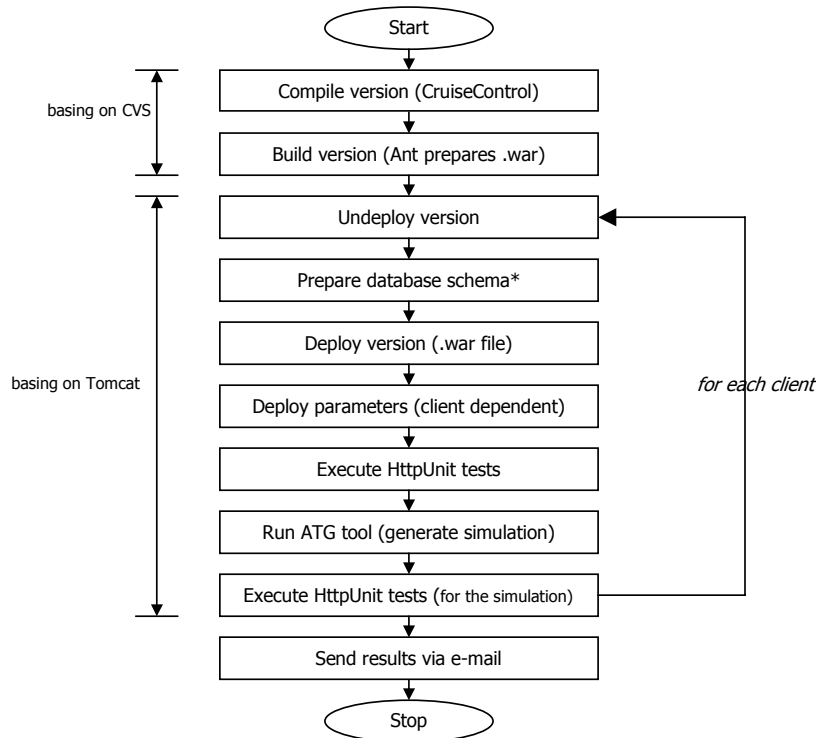 Start
Compile version (CruiseControl)
basing on CVS
Build version (Ant prepares .war)
Undeploy version
Prepare database schema*
Deploy version (.war file)
basing on Tomcat
for each client
Deploy parameters (client dependent)
Execute HttpUnit tests
Run ATG tool (generate simulation)
Execute HttpUnit tests (for the simulation)
Send results via e-mail
Stop